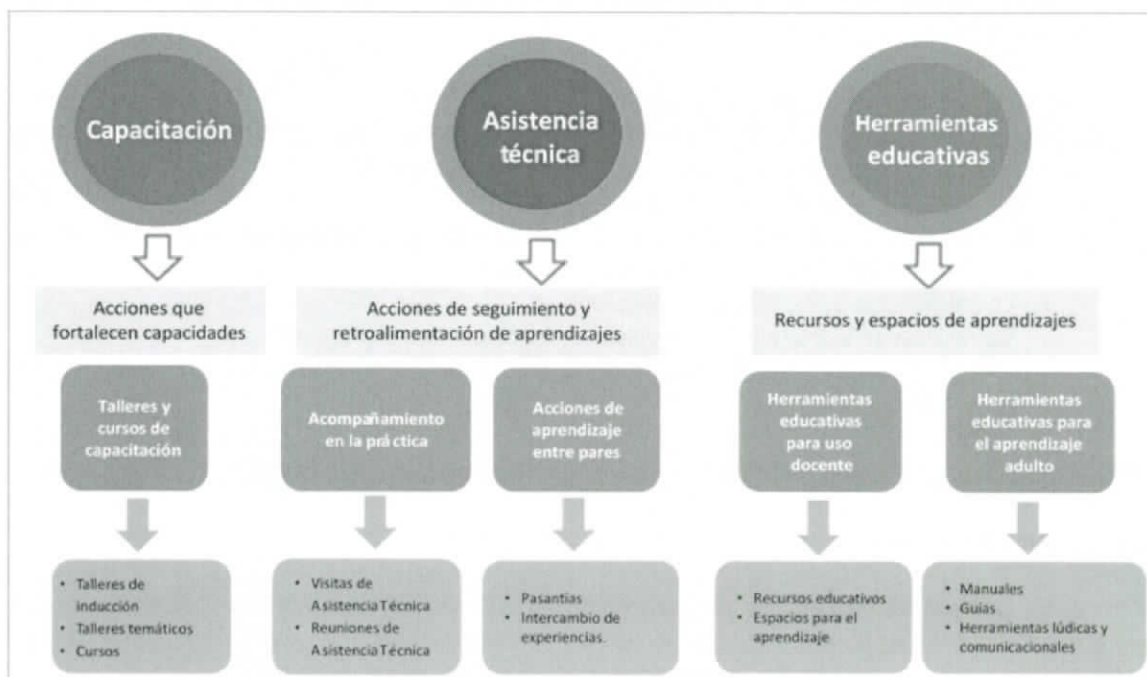 Capacitación
Asistencia
técnica
Herramientas
educativas
Acciones que
fortalecen capacidades
Acciones de seguimiento y
retroalimentación de aprendizajes
Recursos y espacios de aprendizajes
Talleres y
cursos de
capacitación
Acompañamiento
en la práctica
Acciones de
aprendizaje
entre pares
Herramientas
educativas
para uso
docente
Herramientas
educativas para
el aprendizaje
adulto
• Talleres de
inducción
• Talleres temáticos
• Cursos
• Visitas de
Asistencia Técnica
• Reuniones de
Asistencia Técnica
• Pasantías
• Intercambio de
experiencias.
• Recursos educativos
• Espacios para el
aprendizaje
• Manuales
• Guías
• Herramientas lúdicas y
comunicacionales